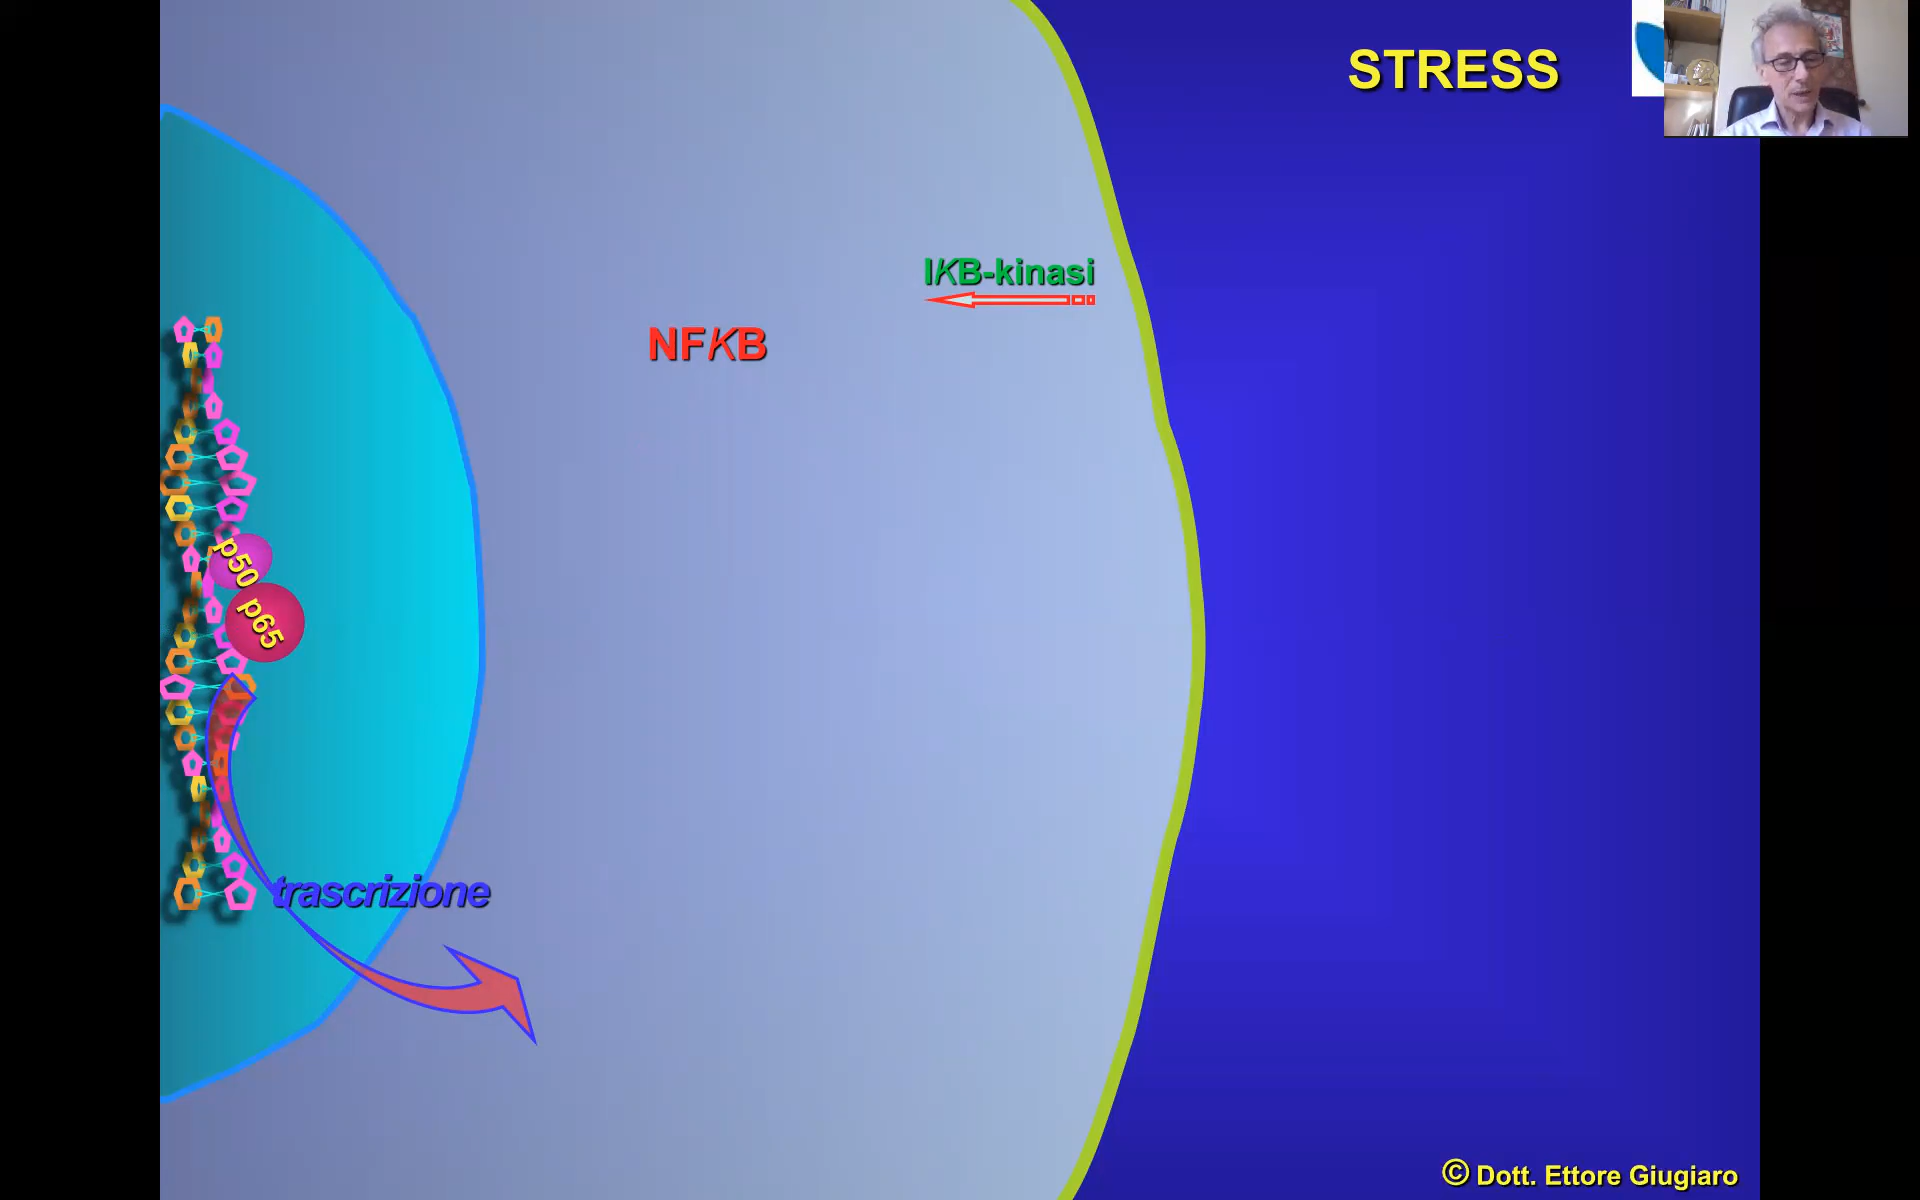 STRESS
IKB-kinasi
NFKB
p50
p65
trascrizione
© Dott. Ettore Giugiaro